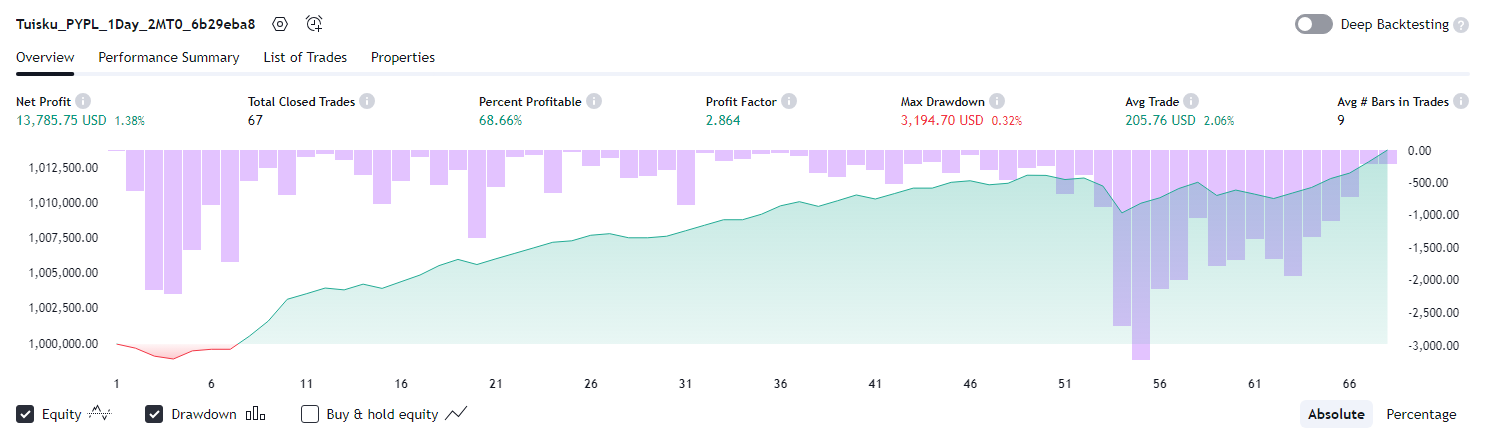 Tuisku_PYPL_1Day_2MT0_6b29eba8 Deep Backtesting ?
Overview Performance Summary List of Trades Properties
Net Profit Total Closed Trades Percent Profitable Profit Factor Max Drawdown Avg Trade Avg # Bars in Trades
13,785.75 USD 1.38% 67 68.66% 2.864 3,194.70 USD 0.32% 205.76 USD 2.06% 9
0.00
1,012,500.00
-500.00
1,010,000.00
-1,000.00
1,007,500.00
-1,500.00
1,005,000.00
-2,000.00
1,002,500.00
-2,500.00
1,000,000.00
-3,000.00
1 6 11 16 21 26 31 36 41 46 51 56 61 66
Equity Drawdown Buy & hold equity Absolute Percentage